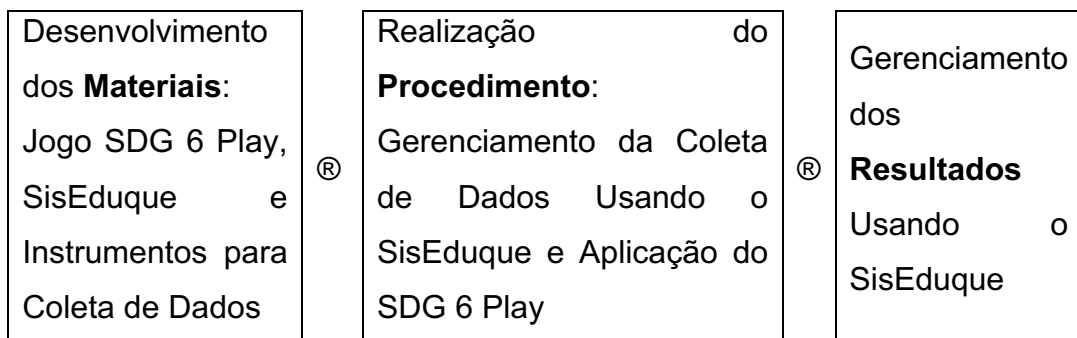 Desenvolvimento
dos Materiais:
Jogo SDG 6 Play,
SisEduque e
Instrumentos para
Coleta de Dados
®
Realização do
Procedimento:
Gerenciamento da Coleta
de Dados Usando o
SisEduque e Aplicação do
SDG 6 Play
®
Gerenciamento
dos
Resultados
Usando o
SisEduque